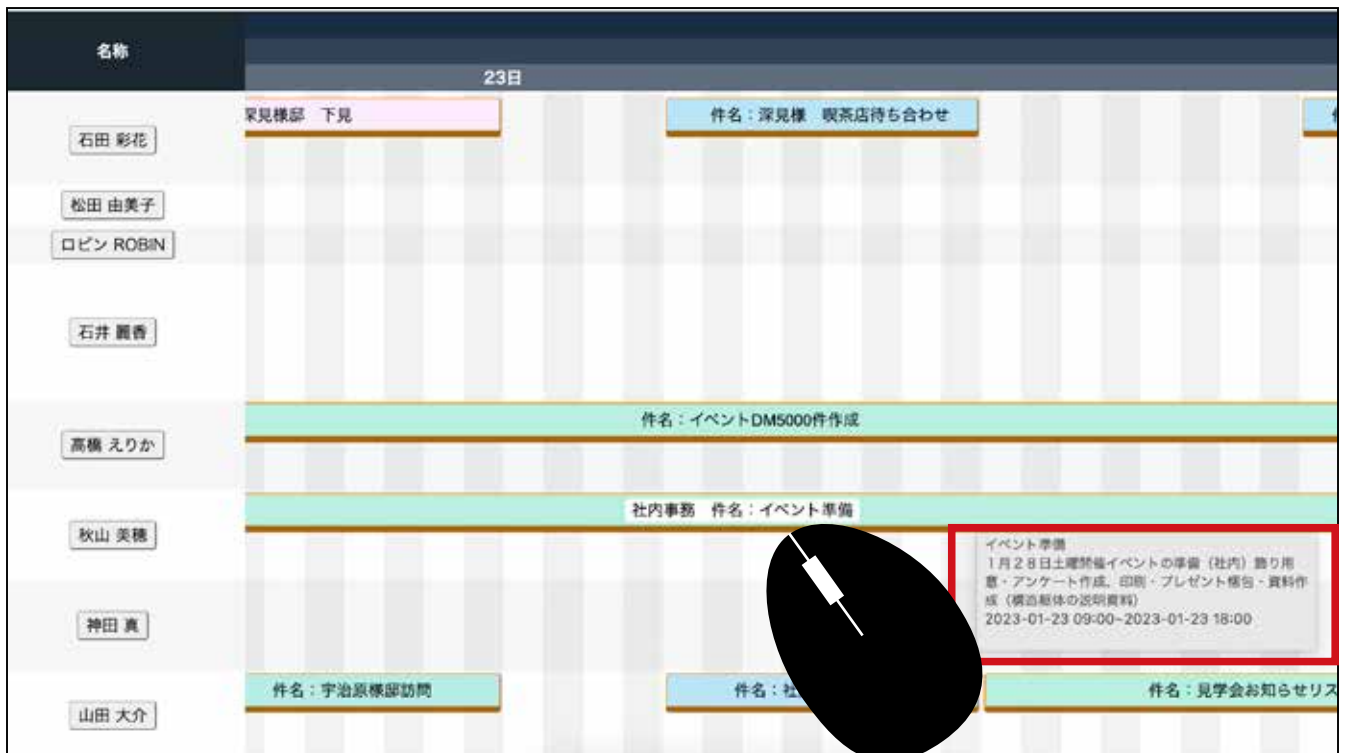 名称
23日
深見様邸 下見
件名：深見様 喫茶店待ち合わせ
石田 彩花
松田 由美子
ロビン ROBIN
石井 麗香
件名：イベントDM5000件作成
高橋 えりか
社内事務 件名：イベント準備
秋山 美穂
イベント準備
1月28日土曜開催イベントの準備（社内）飾り用
意・アンケート作成、印刷・プレゼント梱包・資料作
成（構造躯体の説明資料）
2023-01-23 09:00~2023-01-23 18:00
神田 真
件名：宇治原様邸訪問
件名：社
件名：見学会お知らせリス
山田 大介